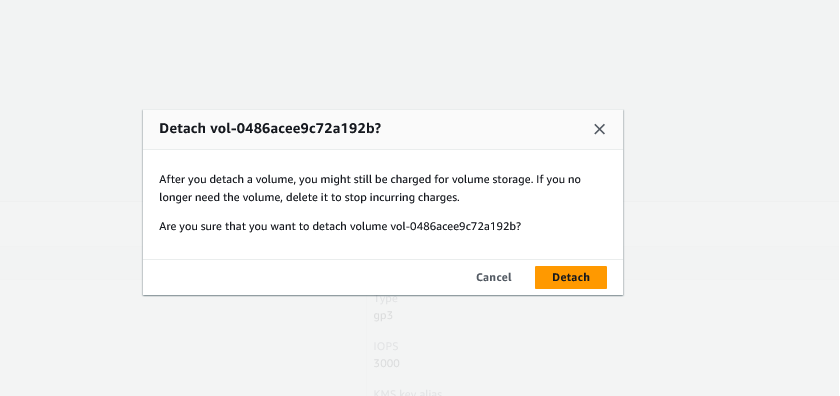 Detach vol-0486acee9c72a192b?
After you detach a volume, you might still be charged for volume storage. If you no
longer need the volume, delete it to stop incurring charges.
Are you sure that you want to detach volume vol-0486acee9c72a192b?
Cancel
Detach
Type
gp3
IOPS
3000
KMS key alias